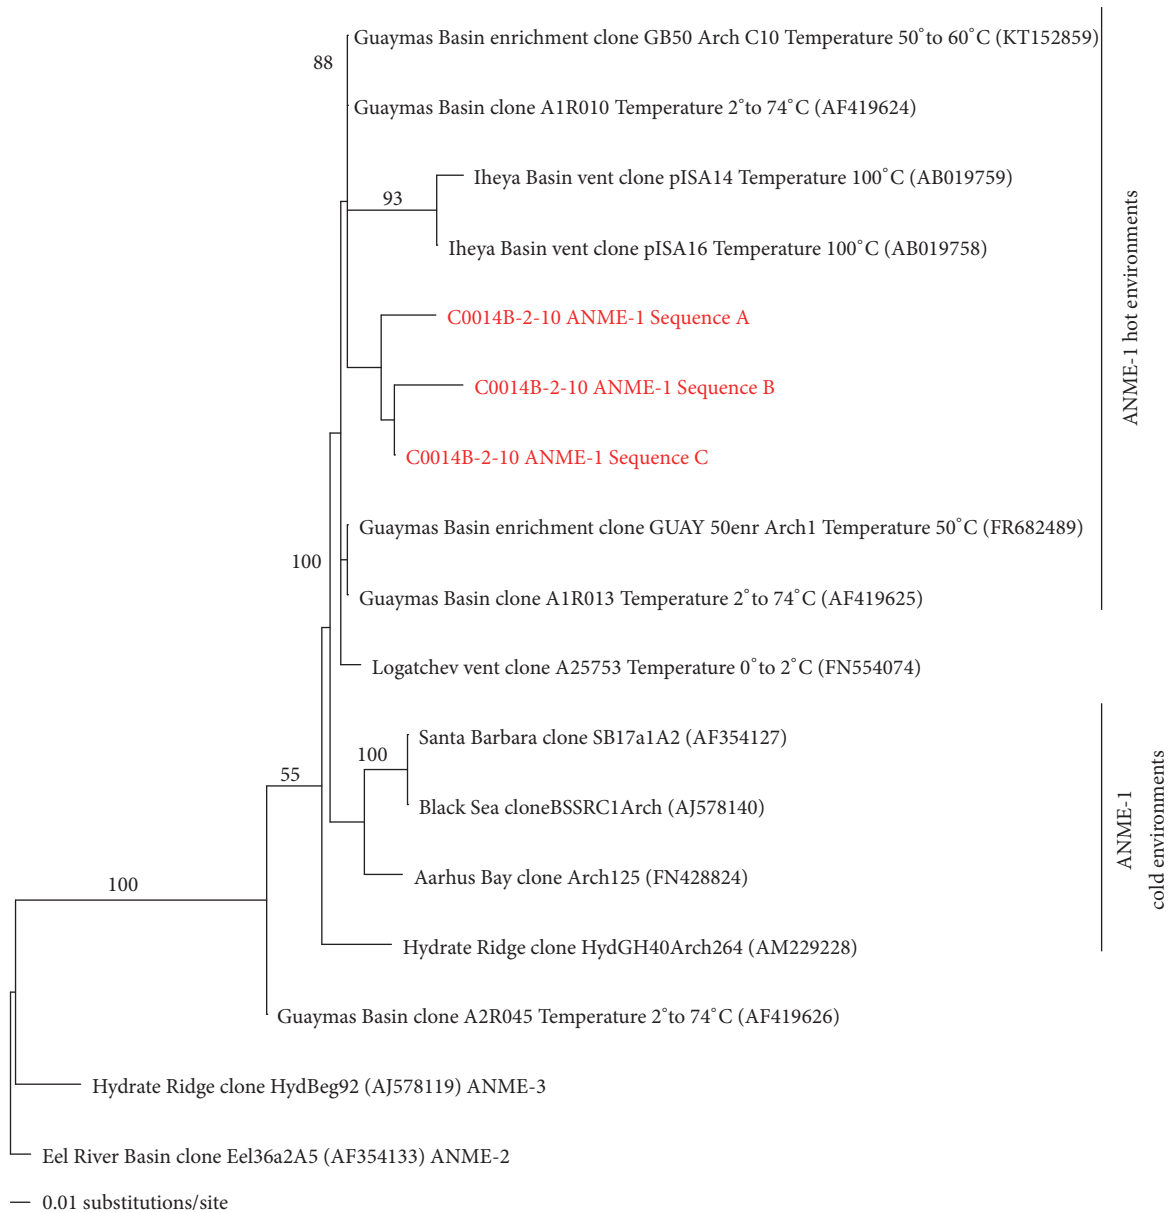 Guaymas Basin enrichment clone GB50 Arch C10 Temperature 50°to 60°C (KT152859)
88
Guaymas Basin clone A1R010 Temperature 2°to 74°C (AF419624)
Iheya Basin vent clone pISA14 Temperature 100°C (AB019759)
93
Iheya Basin vent clone pISA16 Temperature 100°C (AB019758)
C0014B-2-10 ANME-1 Sequence A
C0014B-2-10 ANME-1 Sequence B
C0014B-2-10 ANME-1 Sequence C
ANME-1 hot environments
Guaymas Basin enrichment clone GUAY 50enr Arch1 Temperature 50°C (FR682489)
100
Guaymas Basin clone A1R013 Temperature 2°to 74°C (AF419625)
Logatchev vent clone A25753 Temperature 0°to 2°C (FN554074)
Santa Barbara clone SB17a1A2 (AF354127)
100
55
Black Sea cloneBSSRC1Arch (AJ578140)
Aarhus Bay clone Arch125 (FN428824)
ANME-1
cold environments
100
Hydrate Ridge clone HydGH40Arch264 (AM229228)
Guaymas Basin clone A2R045 Temperature 2°to 74°C (AF419626)
Hydrate Ridge clone HydBeg92 (AJ578119) ANME-3
Eel River Basin clone Eel36a2A5 (AF354133) ANME-2
0.01 substitutions/site